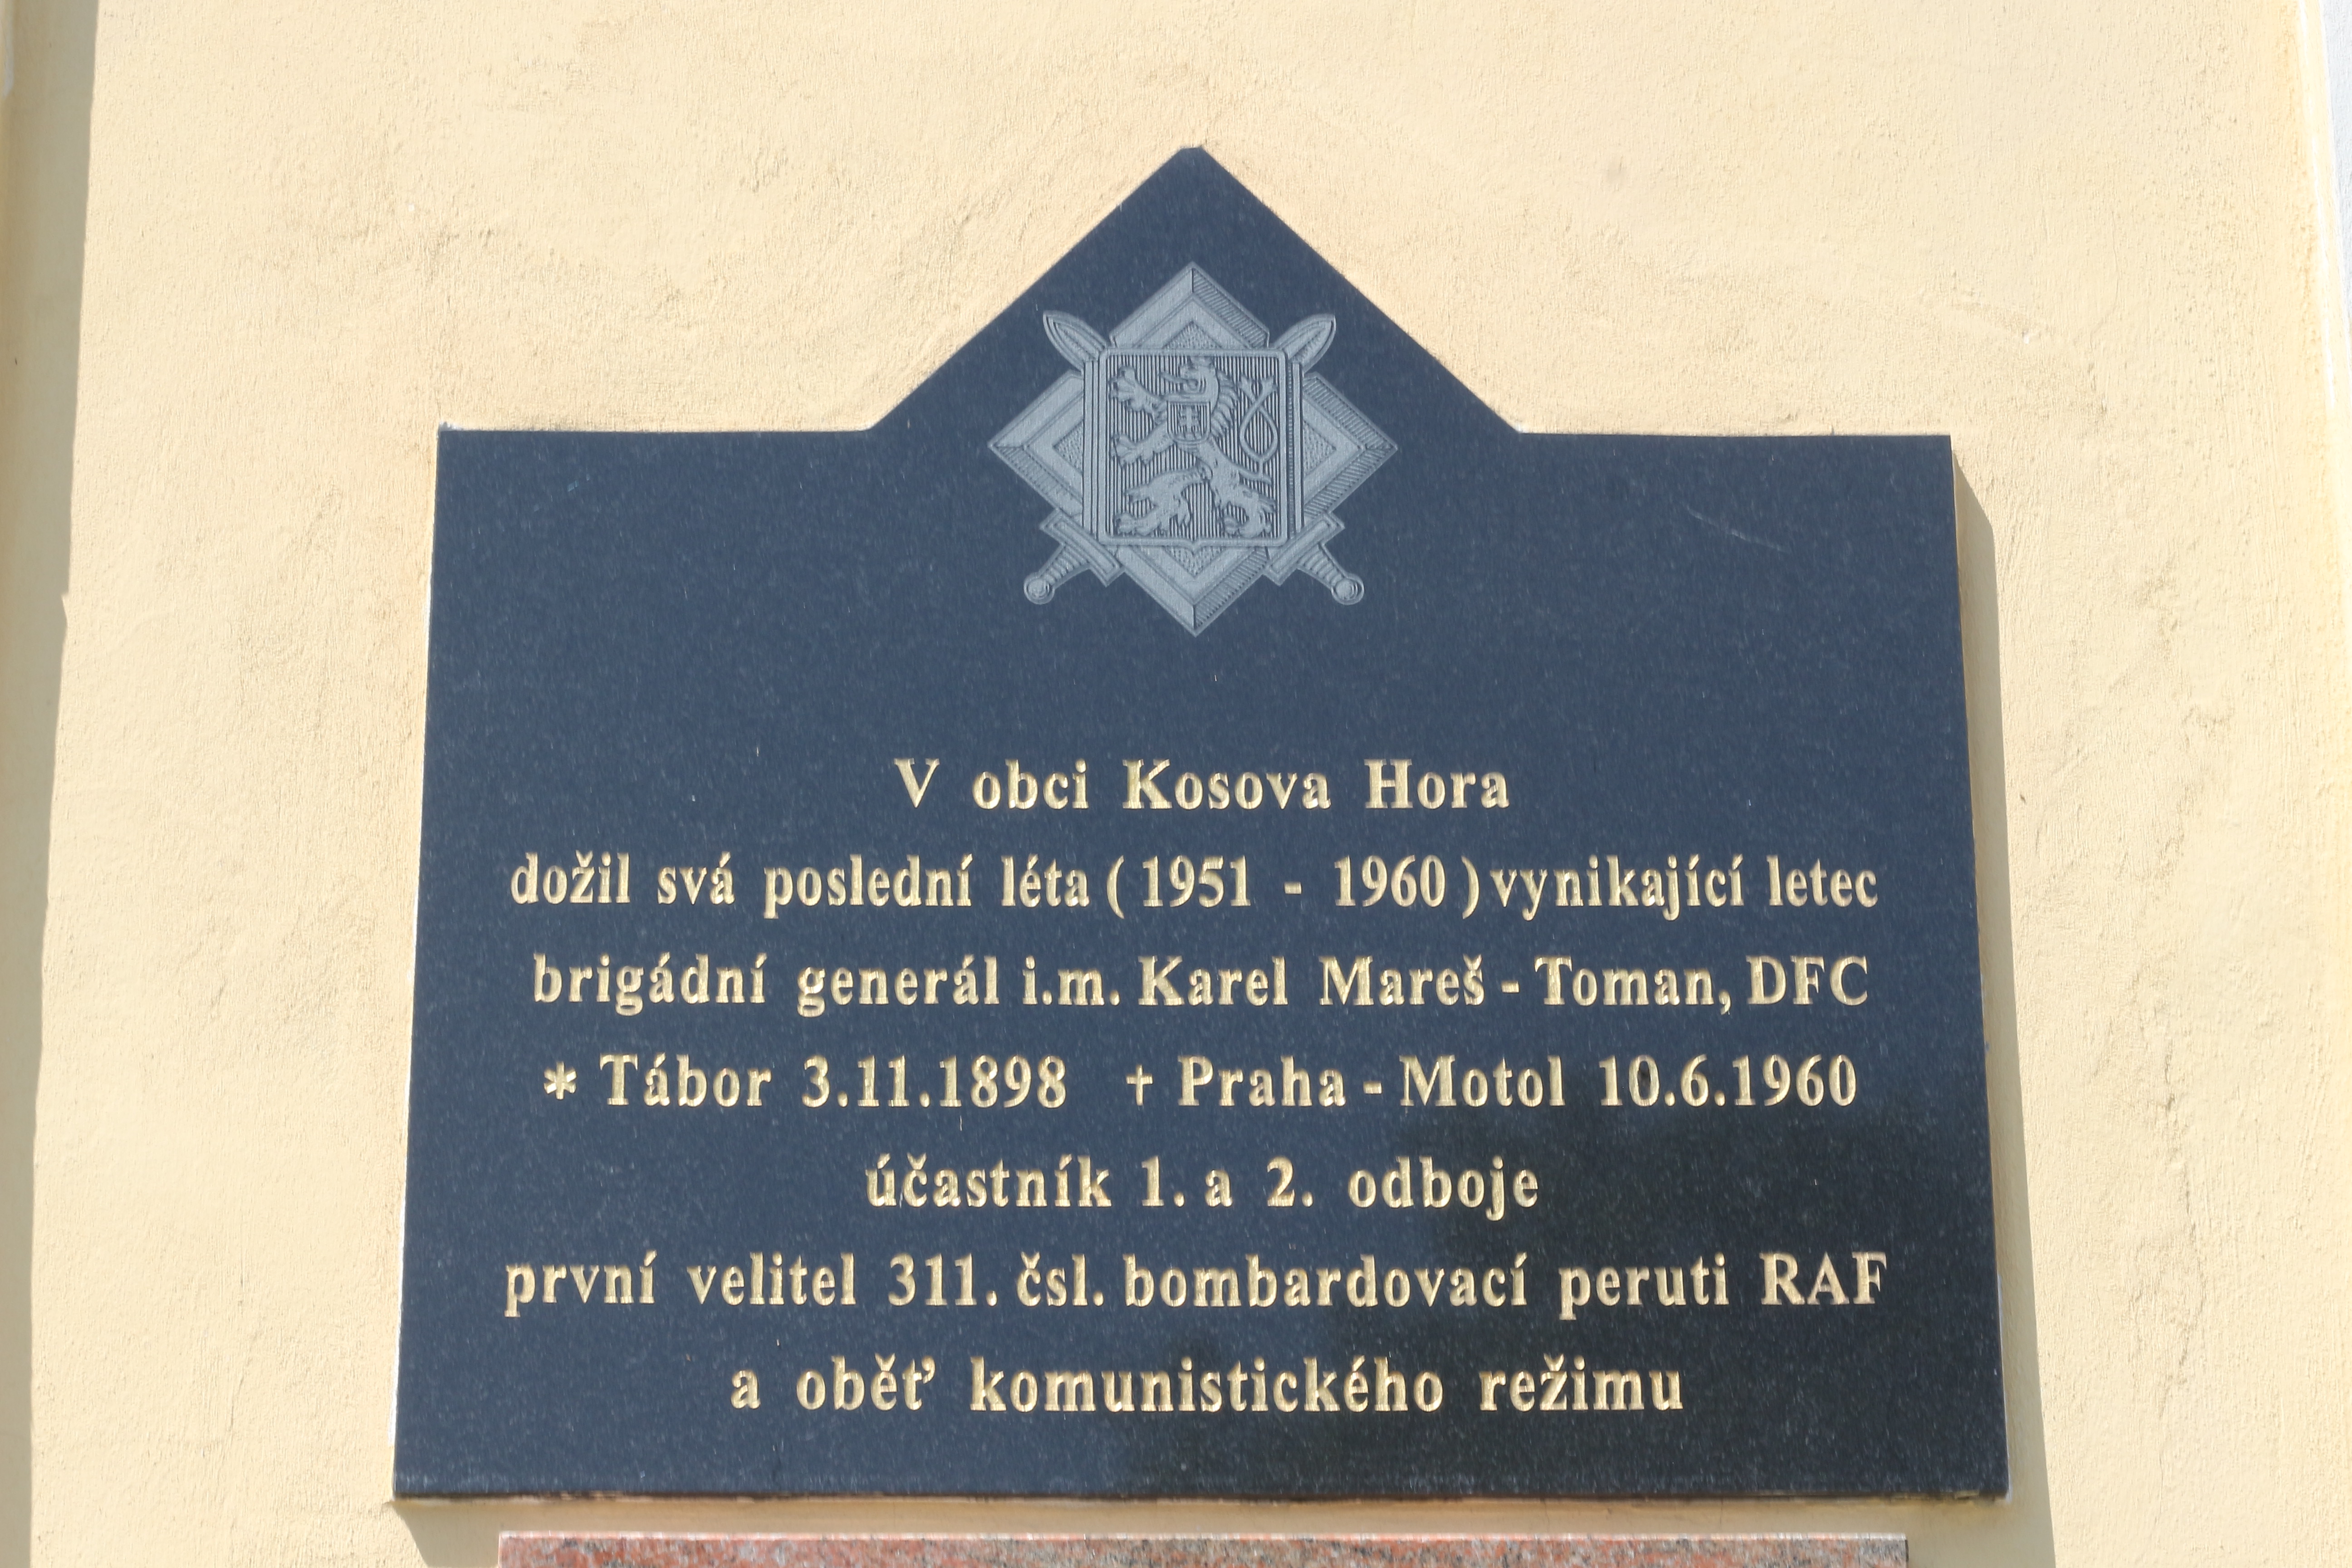 V obci Kosova Hora
dožil svá poslední léta (1951 - 1960) vynikající letec
brigádní generál i.m. Karel Mareš - Toman, DFC
* Tábor 3.11.1898 † Praha - Motol 10.6.1960
účastník 1. a 2. odboje
první velitel 311. čsl. bombardovací peruti RAF
a oběť komunistického režimu